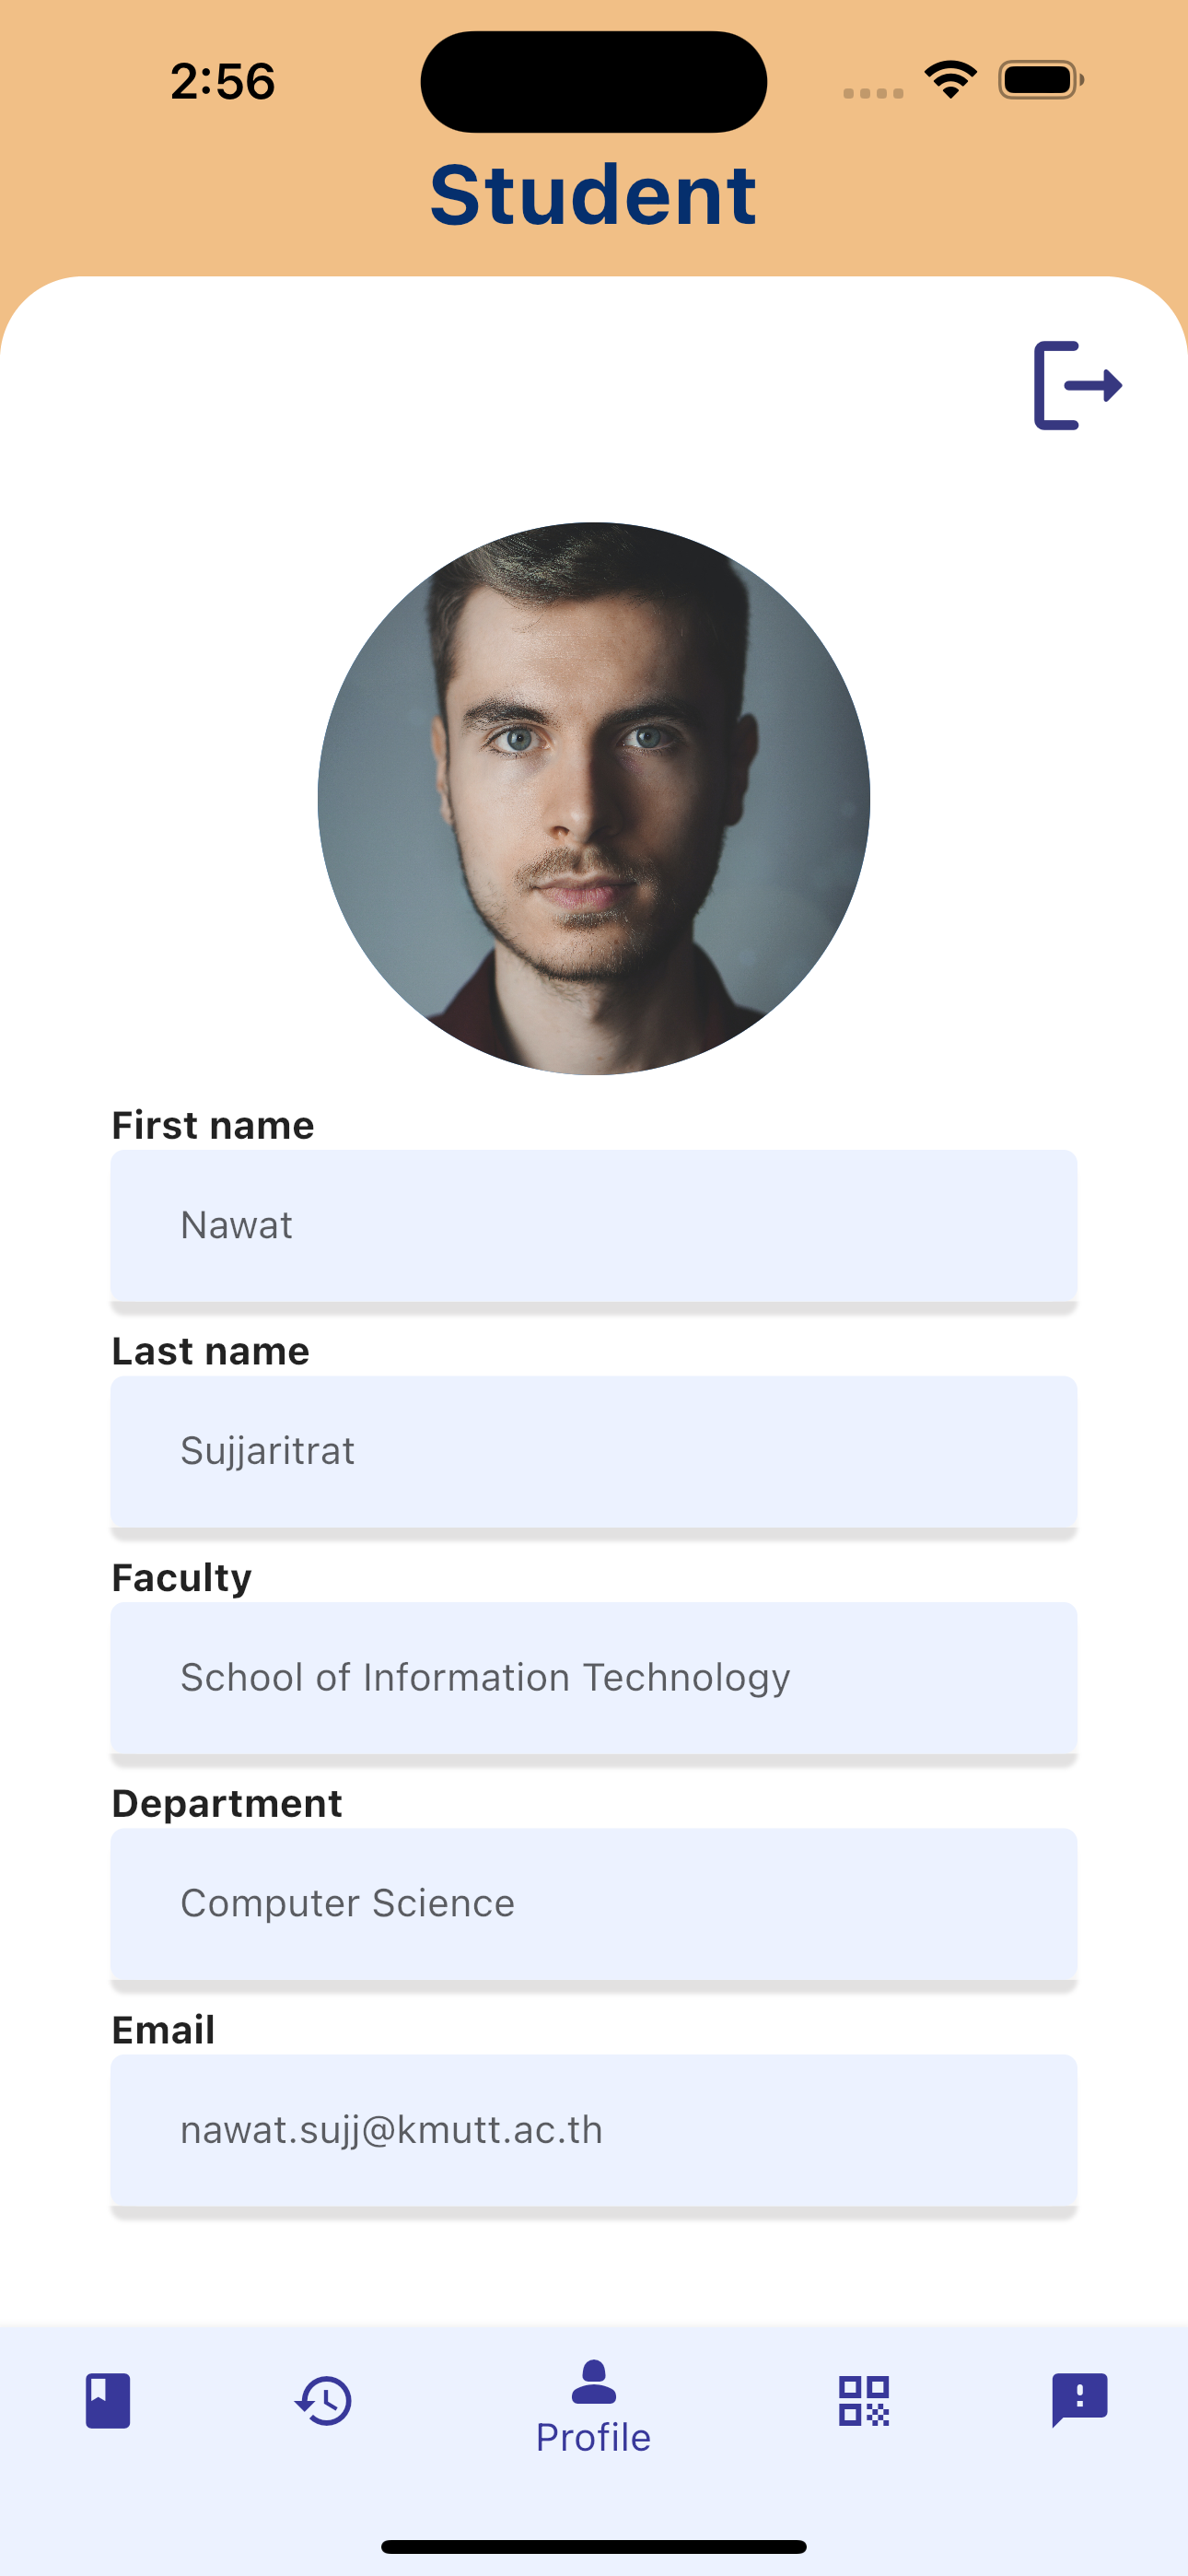 2:56
Student
First name
Nawat
Last name
Sujjaritrat
Faculty
School of Information Technology
Department
Computer Science
Email
nawat.sujj@kmutt.ac.th
Profile